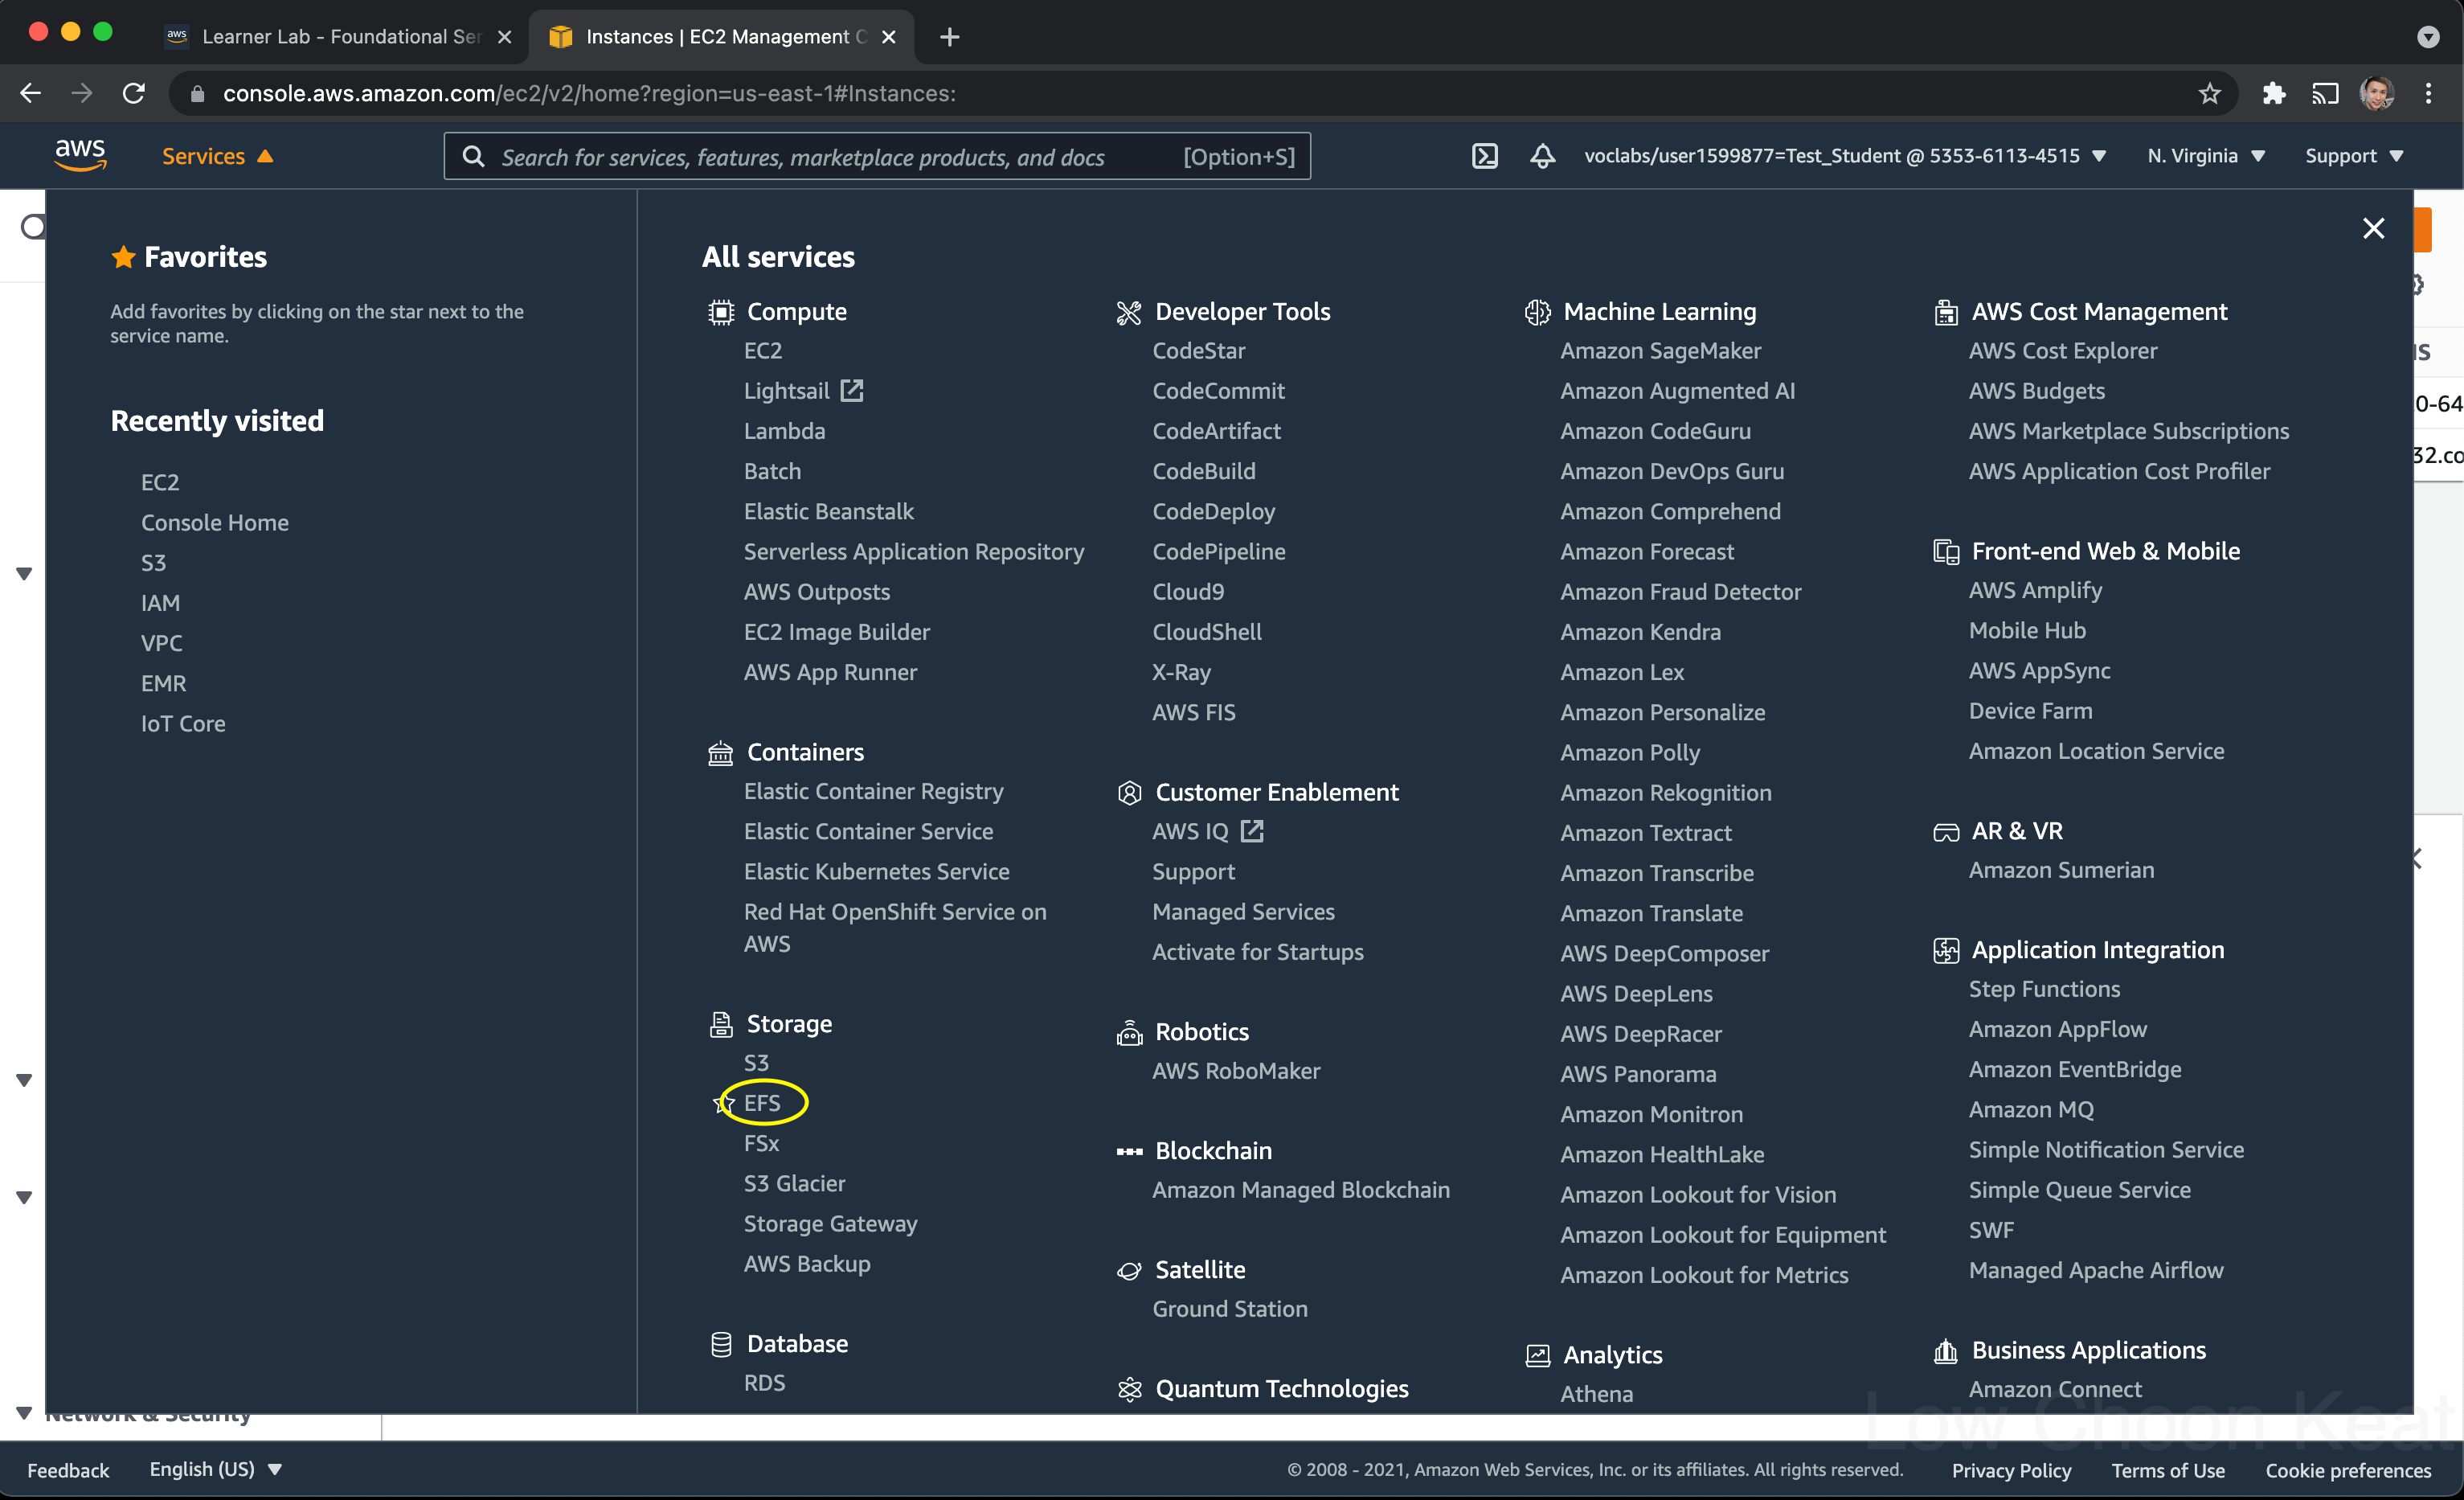 aws Learner Lab - Foundational Ser
Instances | EC2 Management C
console.aws.amazon.com/ec2/v2/home?region=us-east-1#Instances:
aws
Services
Search for services, features, marketplace products, and docs [Option+S]
voclabs/user1599877=Test_Student @ 5353-6113-4515
N. Virginia
Support
Favorites
Add favorites by clicking on the star next to the
service name.
Recently visited
EC2
Console Home
S3
IAM
VPC
EMR
IoT Core
All services
Compute
EC2
Lightsail
Lambda
Batch
Elastic Beanstalk
Serverless Application Repository
AWS Outposts
EC2 Image Builder
AWS App Runner
Containers
Elastic Container Registry
Elastic Container Service
Elastic Kubernetes Service
Red Hat OpenShift Service on
AWS
Storage
S3
EFS
FSx
S3 Glacier
Storage Gateway
AWS Backup
Database
RDS
Developer Tools
CodeStar
CodeCommit
CodeArtifact
CodeBuild
CodeDeploy
CodePipeline
Cloud9
CloudShell
X-Ray
AWS FIS
Customer Enablement
AWS IQ
Support
Managed Services
Activate for Startups
Robotics
AWS RoboMaker
Blockchain
Amazon Managed Blockchain
Satellite
Ground Station
Quantum Technologies
Machine Learning
Amazon SageMaker
Amazon Augmented AI
Amazon CodeGuru
Amazon DevOps Guru
Amazon Comprehend
Amazon Forecast
Amazon Fraud Detector
Amazon Kendra
Amazon Lex
Amazon Personalize
Amazon Polly
Amazon Rekognition
Amazon Textract
Amazon Transcribe
Amazon Translate
AWS DeepComposer
AWS DeepLens
AWS DeepRacer
AWS Panorama
Amazon Monitron
Amazon HealthLake
Amazon Lookout for Vision
Amazon Lookout for Equipment
Amazon Lookout for Metrics
Analytics
Athena
AWS Cost Management
AWS Cost Explorer
AWS Budgets
AWS Marketplace Subscriptions
AWS Application Cost Profiler
Front-end Web & Mobile
AWS Amplify
Mobile Hub
AWS AppSync
Device Farm
Amazon Location Service
AR & VR
Amazon Sumerian
Application Integration
Step Functions
Amazon AppFlow
Amazon EventBridge
Amazon MQ
Simple Notification Service
Simple Queue Service
SWF
Managed Apache Airflow
Business Applications
Amazon Connect
0-64
32.co
Network & Security
Low Choon Keat
Feedback
English (US)
© 2008 - 2021, Amazon Web Services, Inc. or its affiliates. All rights reserved.
Privacy Policy
Terms of Use
Cookie preferences